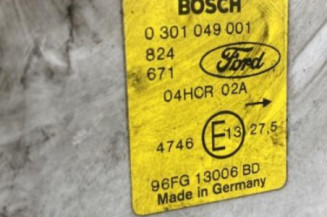 BOSCH
0 301 049 001
824
671
Ford
04HOR 02A
4746 E13 27,5
96FG 13006 BD
Made in Germany